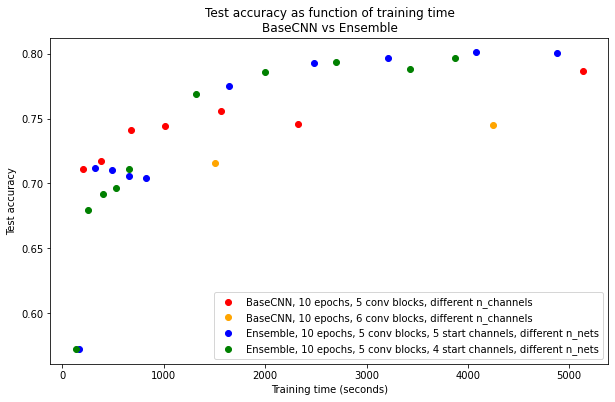 Test accuracy as function of training time
BaseCNN vs Ensemble
Test accuracy
0.80
0.75
0.70
0.65
0.60
BaseCNN, 10 epochs, 5 conv blocks, different n_channels
BaseCNN, 10 epochs, 6 conv blocks, different n_channels
Ensemble, 10 epochs, 5 conv blocks, 5 start channels, different n_nets
Ensemble, 10 epochs, 5 conv blocks, 4 start channels, different n_nets
0 1000 2000 3000 4000 5000
Training time (seconds)